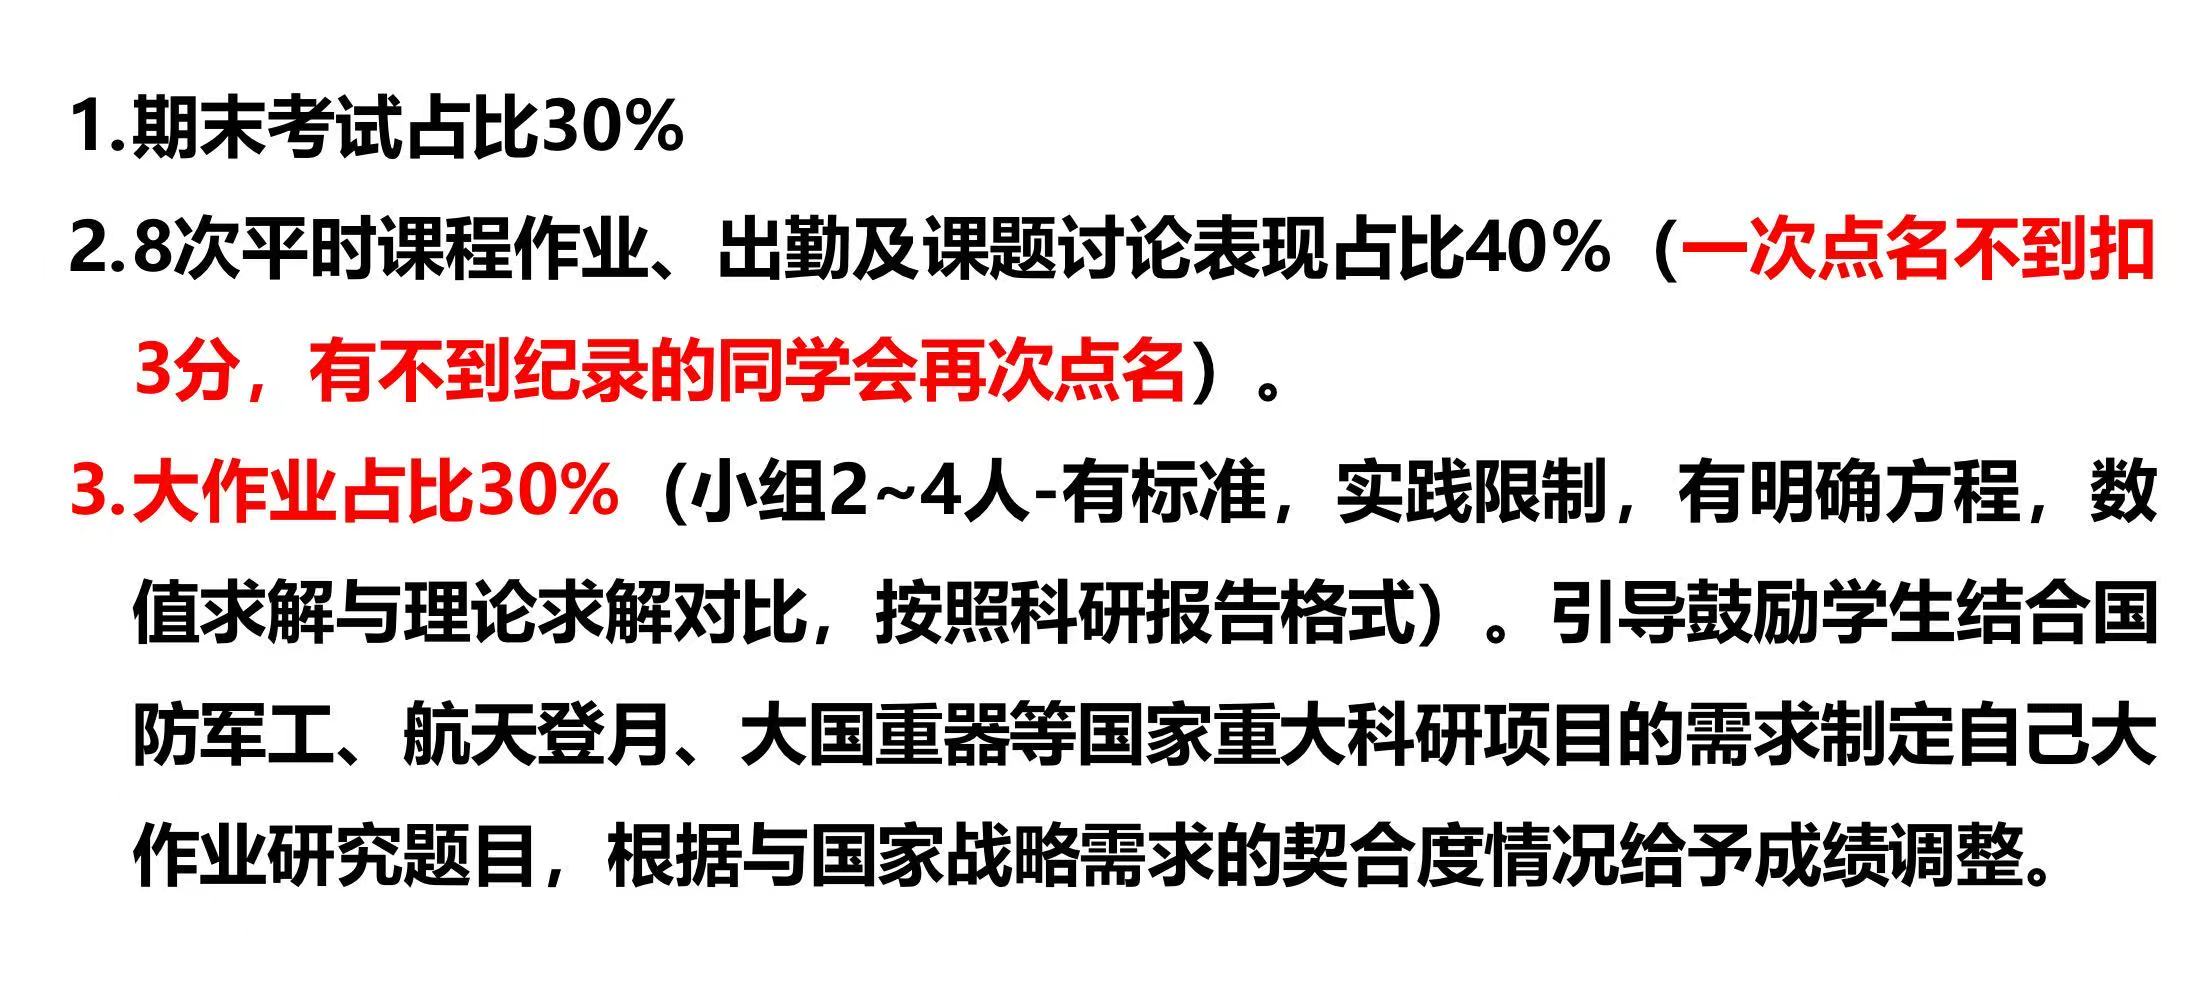 1.期末考试占比30%
2.8次平时课程作业、出勤及课题讨论表现占比40%（一次点名不到扣
3分，有不到纪录的同学会再次点名）。
3.大作业占比30%（小组2~4人-有标准，实践限制，有明确方程，数
值求解与理论求解对比，按照科研报告格式）。引导鼓励学生结合国
防军工、航天登月、大国重器等国家重大科研项目的需求制定自己大
作业研究题目，根据与国家战略需求的契合度情况给予成绩调整。